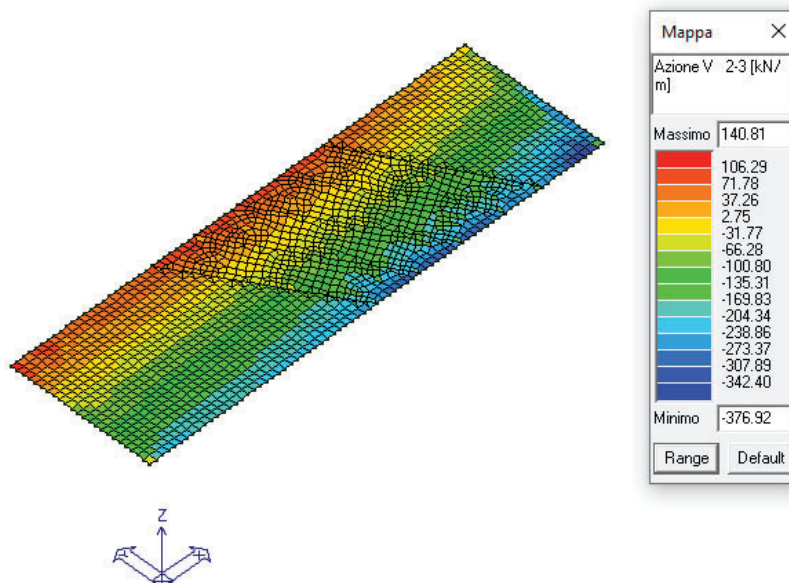 Mappa
Azione V 2-3 [kN/
m]
Massimo 140.81
106.29
71.78
37.26
2.75
-31.77
-66.28
-100.80
-135.31
-169.83
-204.34
-238.86
-273.37
-307.89
-342.40
Minimo -376.92
Range Default
Z